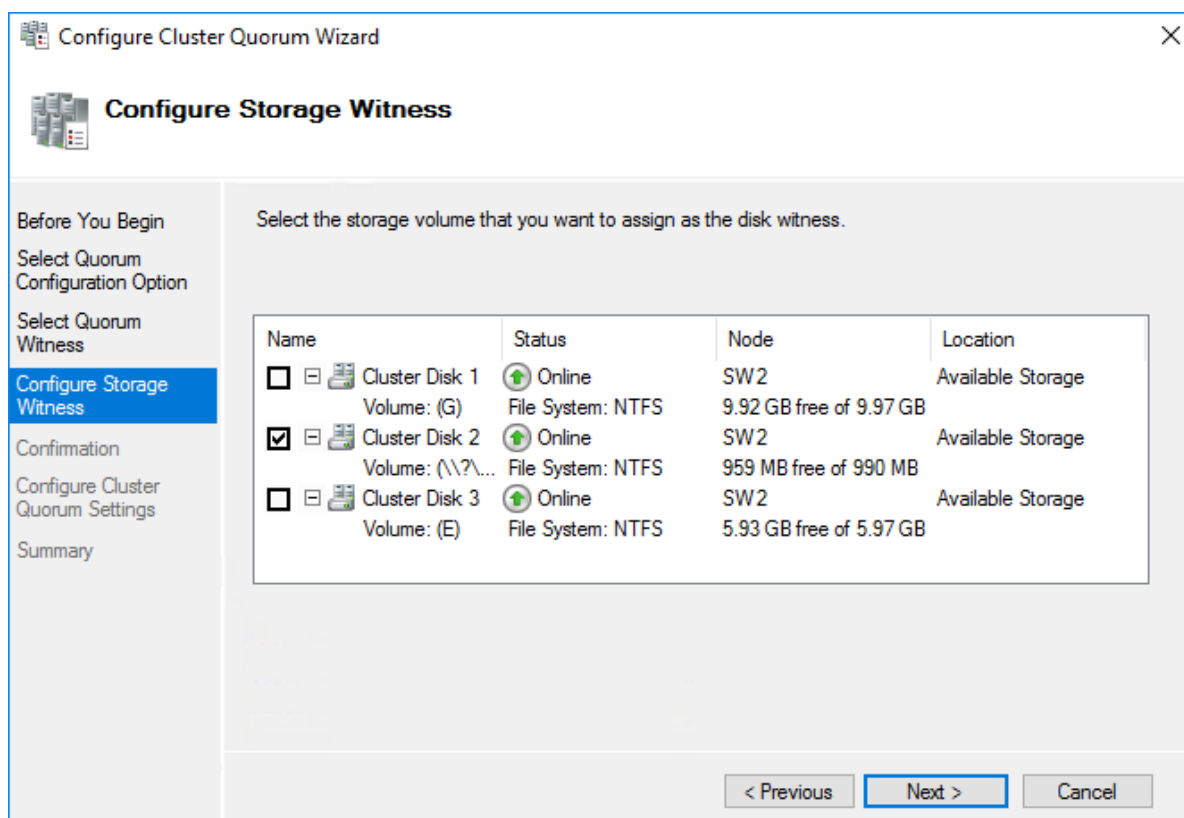 Configure Cluster Quorum Wizard
Configure Storage Witness
Before You Begin
Select Quorum
Configuration Option
Select Quorum
Witness
Configure Storage
Witness
Confirmation
Configure Cluster
Quorum Settings
Summary
Select the storage volume that you want to assign as the disk witness.
Name Status Node Location
Cluster Disk 1 Online SW2 Available Storage
Volume: (G) File System: NTFS 9.92 GB free of 9.97 GB
Cluster Disk 2 Online SW2 Available Storage
Volume: (\\?\... File System: NTFS 959 MB free of 990 MB
Cluster Disk 3 Online SW2 Available Storage
Volume: (E) File System: NTFS 5.93 GB free of 5.97 GB
< Previous Next > Cancel